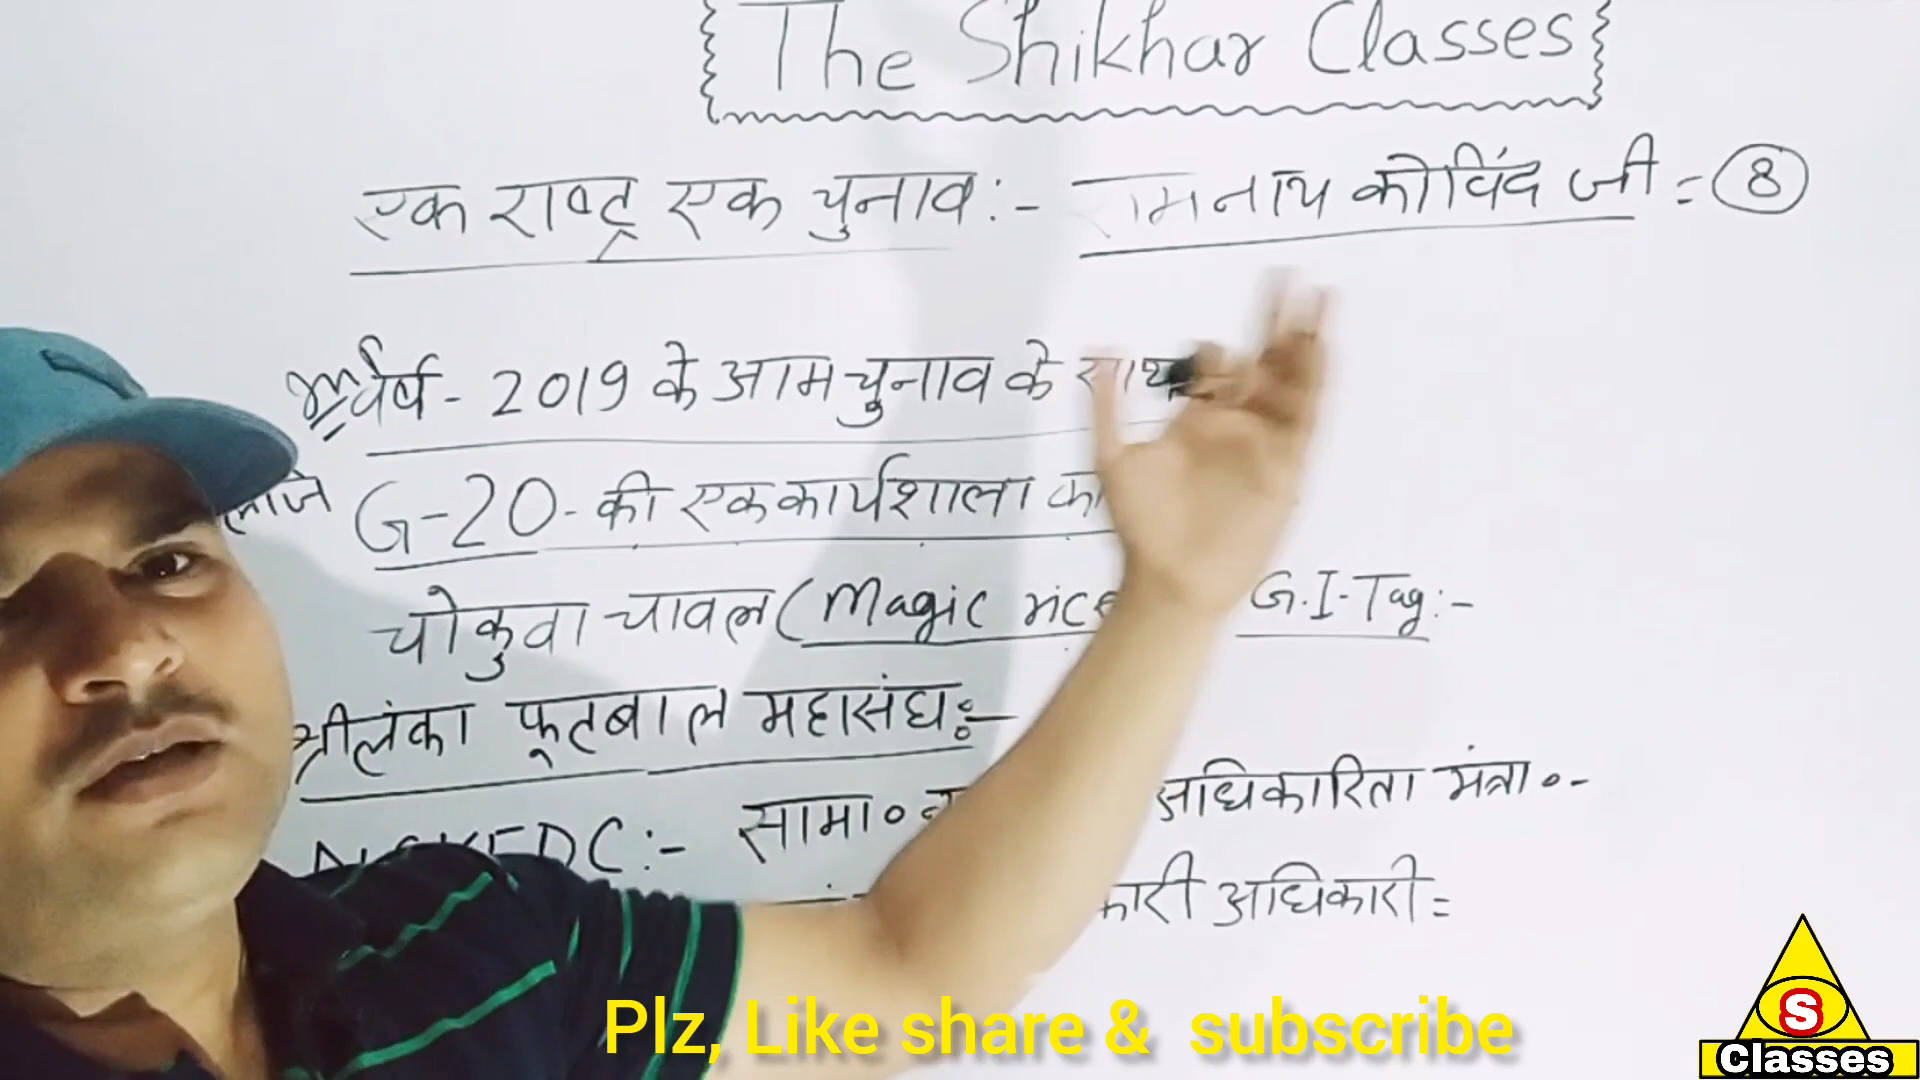 The Shikhar Classes
एक राष्ट्र एक चुनाव:- रामनाथ कोविंद जी = 8
वर्ष - 2019 के आम चुनाव के साथ
G-20 - की एक कार्यशाला का
चोकुवा चावल (Magic rice G.I-Tag:-
श्रीलंका फूटबाल महासंघ:-
DC:- सामा० अधिकारिता मंत्रा०-
कारी अधिकारी =
Plz, Like share & subscribe
S
Classes